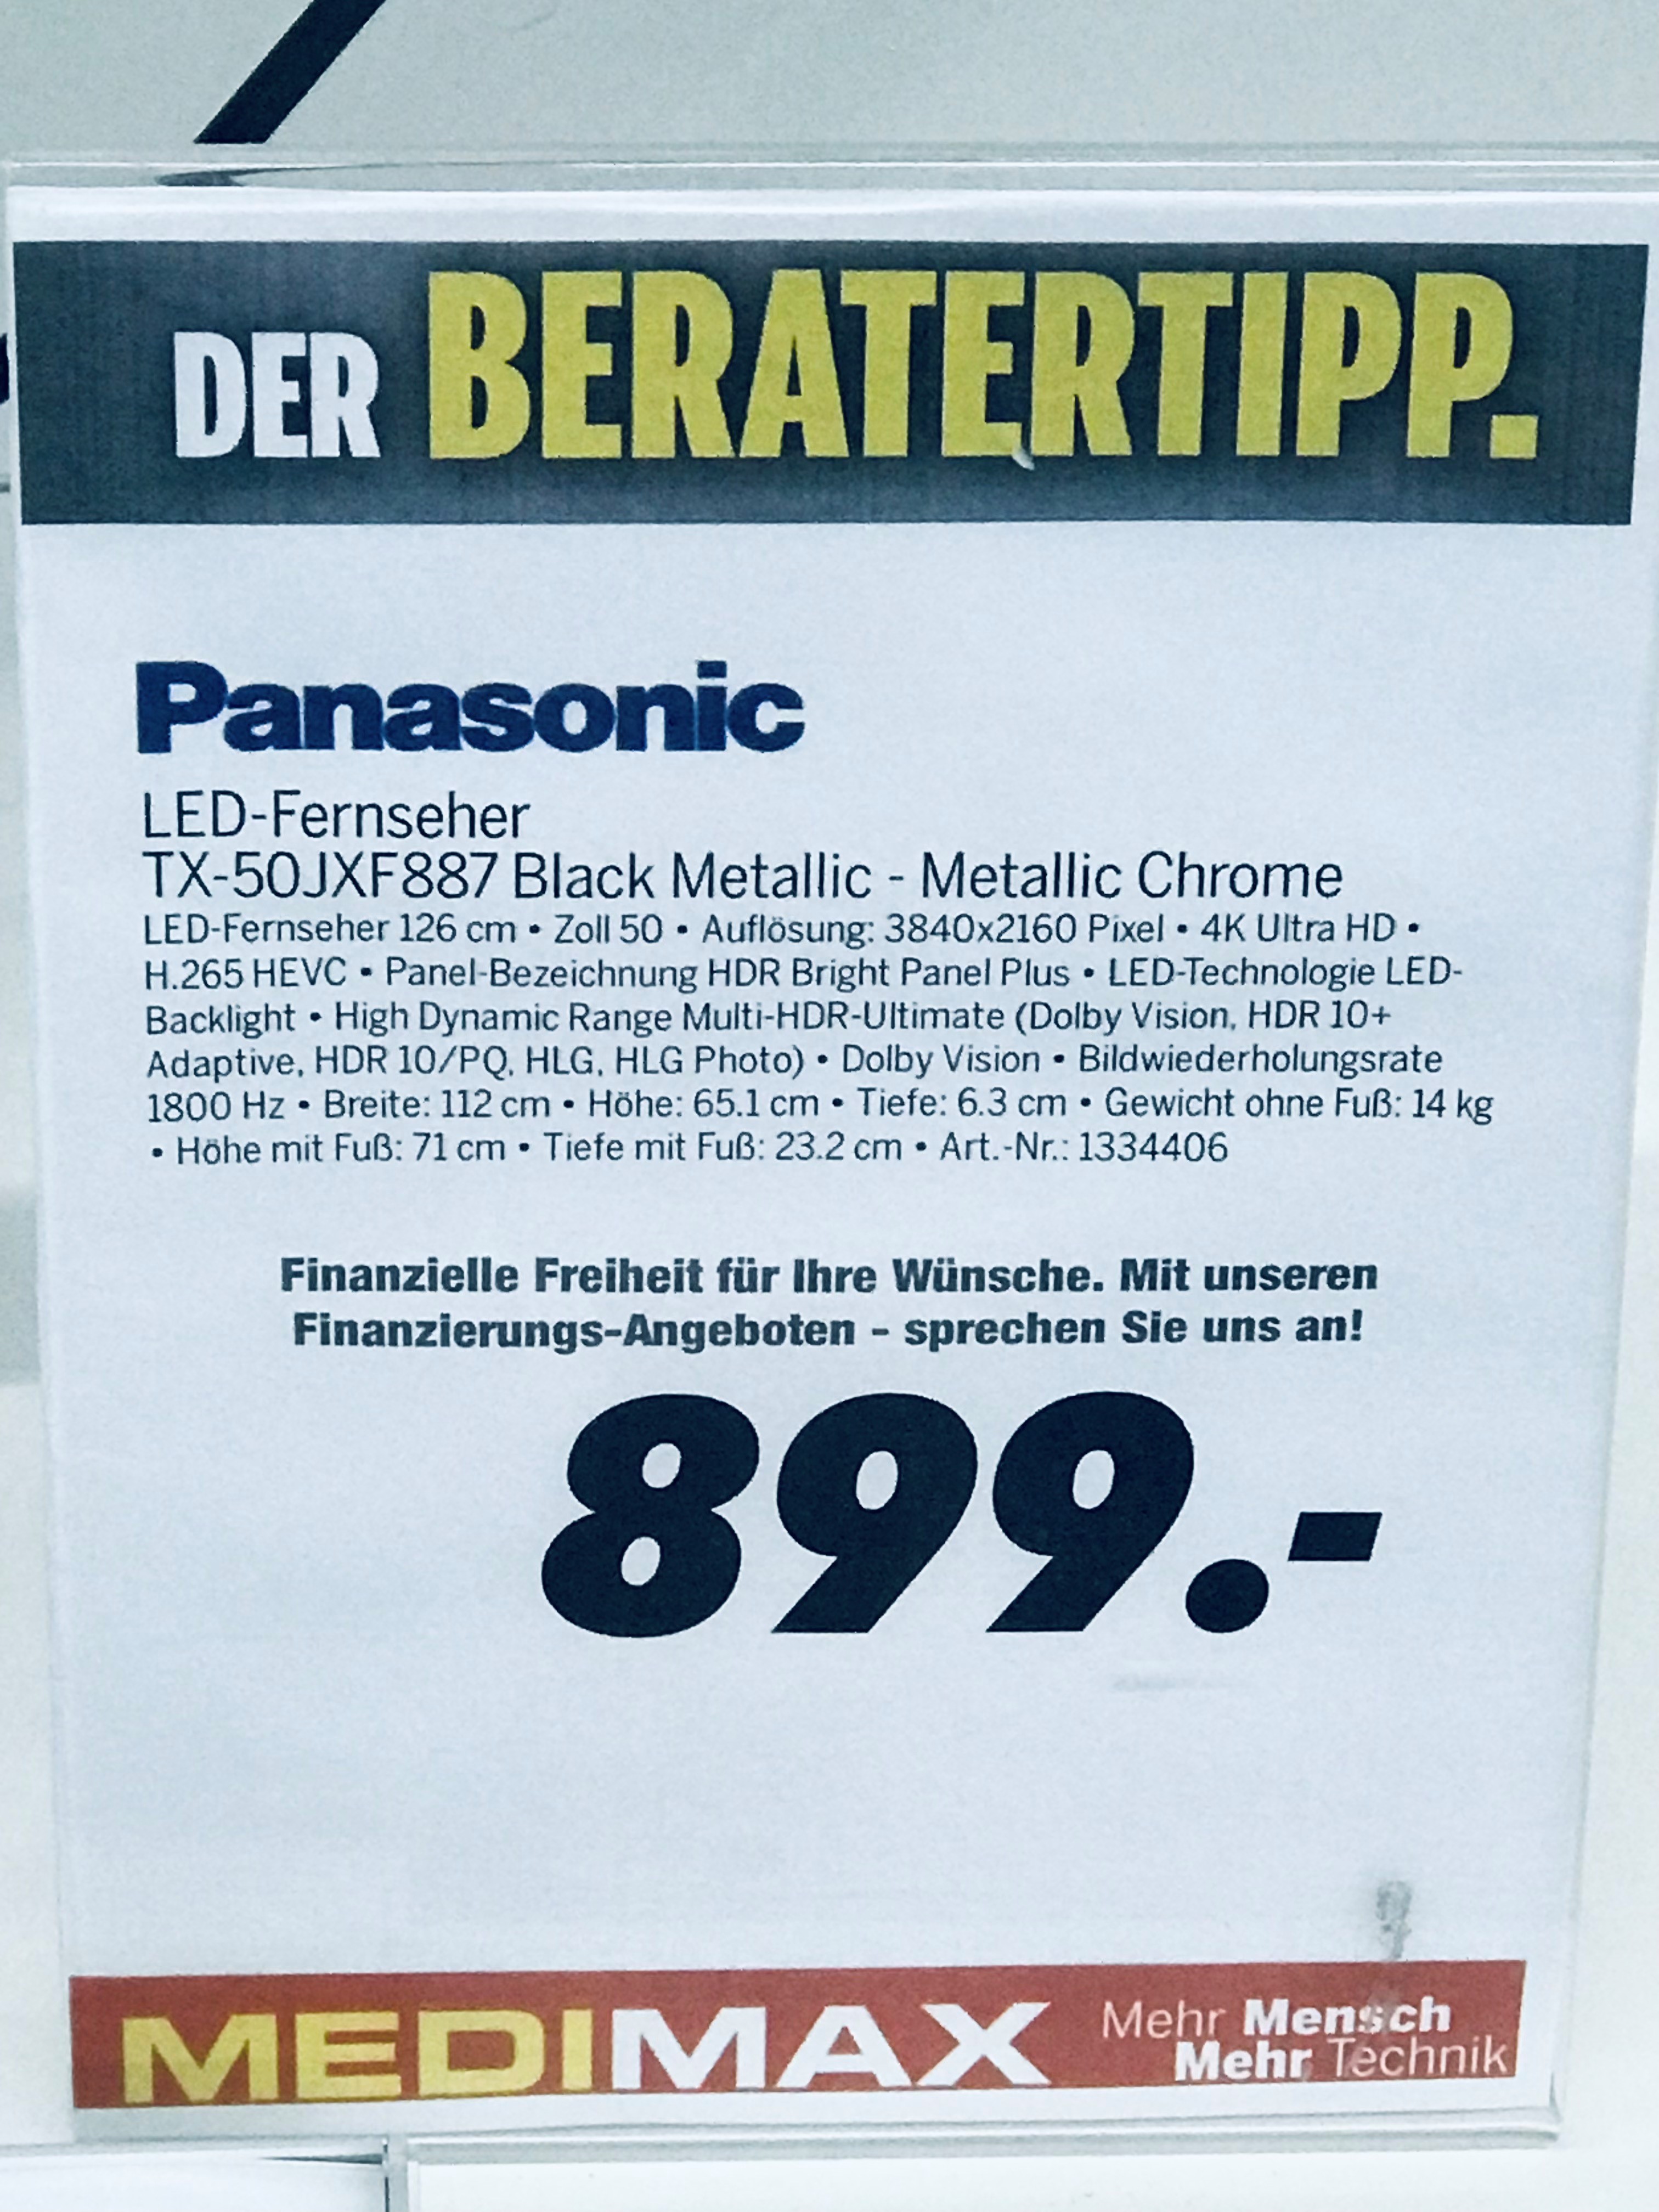 DER BERATERTIPP.
Panasonic
LED-Fernseher
TX-50JXF887 Black Metallic - Metallic Chrome
LED-Fernseher 126 cm • Zoll 50 • Auflösung: 3840x2160 Pixel • 4K Ultra HD •
H.265 HEVC • Panel-Bezeichnung HDR Bright Panel Plus • LED-Technologie LED-
Backlight • High Dynamic Range Multi-HDR-Ultimate (Dolby Vision, HDR 10+
Adaptive, HDR 10/PQ, HLG, HLG Photo) • Dolby Vision • Bildwiederholungsrate
1800 Hz • Breite: 112 cm • Höhe: 65.1 cm • Tiefe: 6.3 cm • Gewicht ohne Fuß: 14 kg
• Höhe mit Fuß: 71 cm • Tiefe mit Fuß: 23.2 cm • Art.-Nr.: 1334406
Finanzielle Freiheit für Ihre Wünsche. Mit unseren
Finanzierungs-Angeboten - sprechen Sie uns an!
899.-
MEDIMAX
Mehr Mensch
Mehr Technik